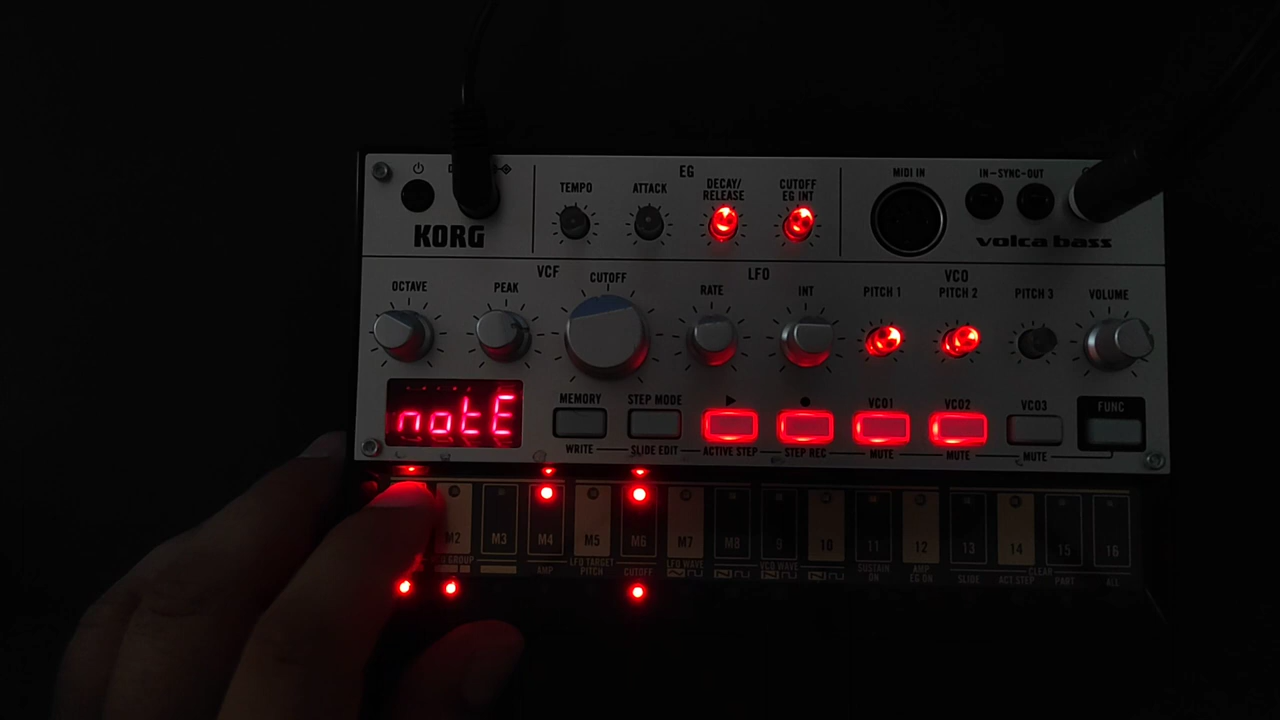 EG
TEMPO ATTACK DECAY/ RELEASE CUTOFF EG INT MIDI IN IN-SYNC-OUT
KORG volca bass
VCF LFO VCO
OCTAVE PEAK CUTOFF RATE INT PITCH 1 PITCH 2 PITCH 3 VOLUME
notE
MEMORY STEP MODE VCO1 VCO2 VCO3 FUNC
WRITE SLIDE EDIT ACTIVE STEP STEP REC MUTE MUTE MUTE
M2 M3 M4 M5 M6 M7 M8 9 10 11 12 13 14 15 16
GROUP AMP LFO TARGET PITCH CUTOFF LFO WAVE VCO WAVE SUSTAIN ON AMP EG ON SLIDE CLEAR ACT STEP PART ALL